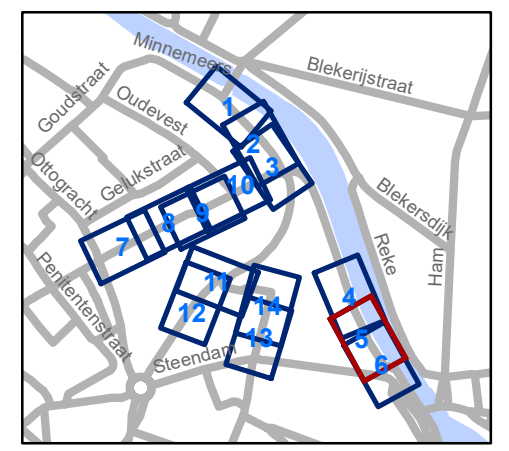 Minnemeers
Blekerijstraat
Goudstraat
Oudevest
1
2
Ottogracht
Gelukstraat
3
10
9
8
7
Blekersdijk
Reke
Ham
Penitentenstraat
11
12
14
13
4
5
6
Steendam